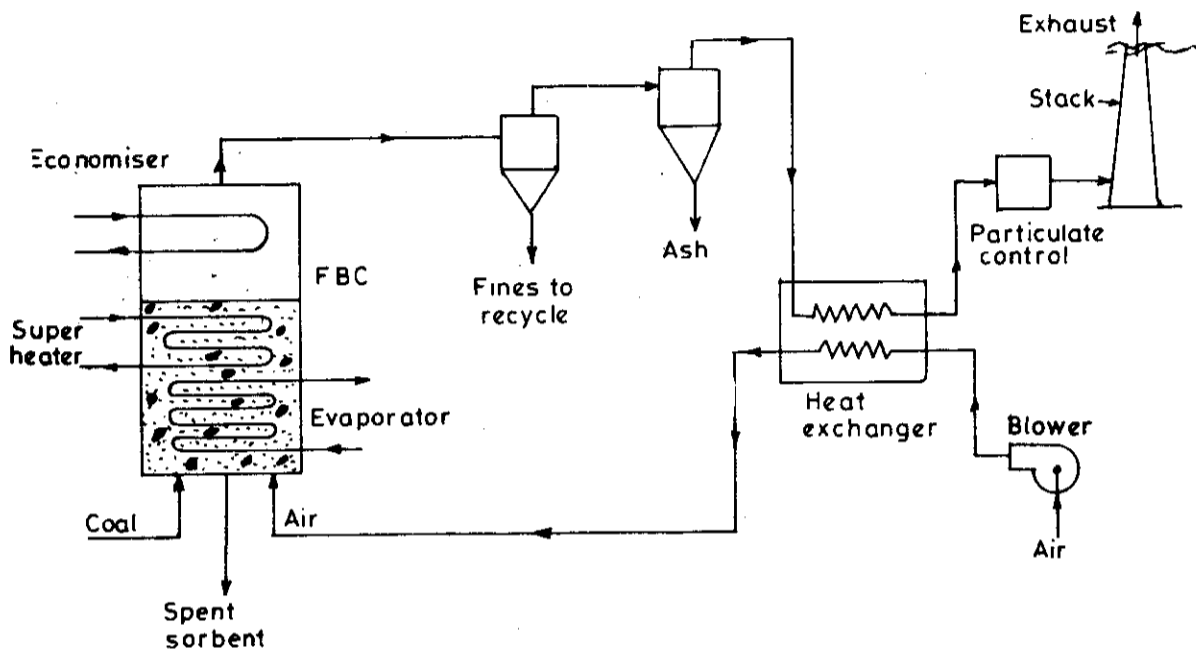 Exhaust
Stack
Economiser
FBC
Fines to
recycle
Ash
Particulate
control
Super
heater
Evaporator
Heat
exchanger
Blower
Coal
Air
Air
Spent
sorbent